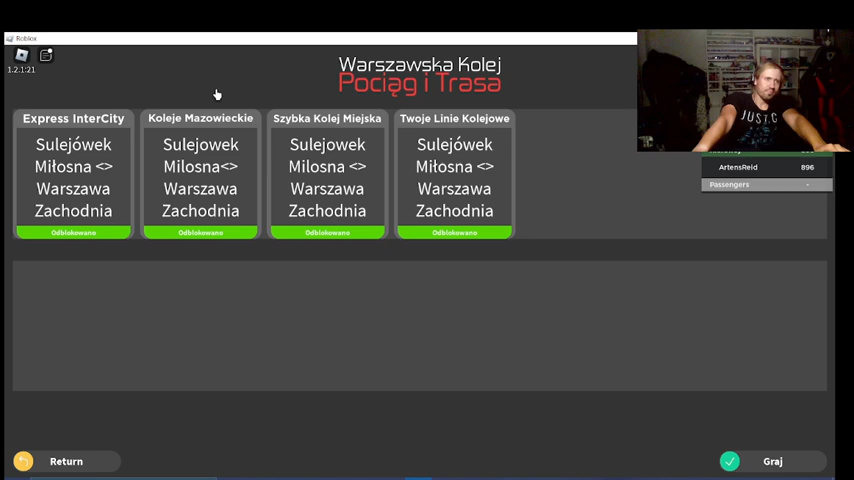 Roblox
1.2.1:21
Warszawska Kolej
Pociąg i Trasa
Express InterCity
Sulejówek
Miłosna <>
Warszawa
Zachodnia
Odblokowano
Koleje Mazowieckie
Sulejowek
Milosna<>
Warszawa
Zachodnia
Odblokowano
Szybka Kolej Miejska
Sulejowek
Milosna <>
Warszawa
Zachodnia
Odblokowano
Twoje Linie Kolejowe
Sulejówek
Miłosna <>
Warszawa
Zachodnia
Odblokowano
JUST C
ArtensReid 896
Passengers -
Return
Graj